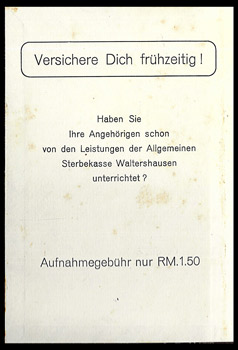 Versichere Dich frühzeitig !
Haben Sie
Ihre Angehörigen schon
von den Leistungen der Allgemeinen
Sterbekasse Waltershausen
unterrichtet ?
Aufnahmegebühr nur RM.1.50